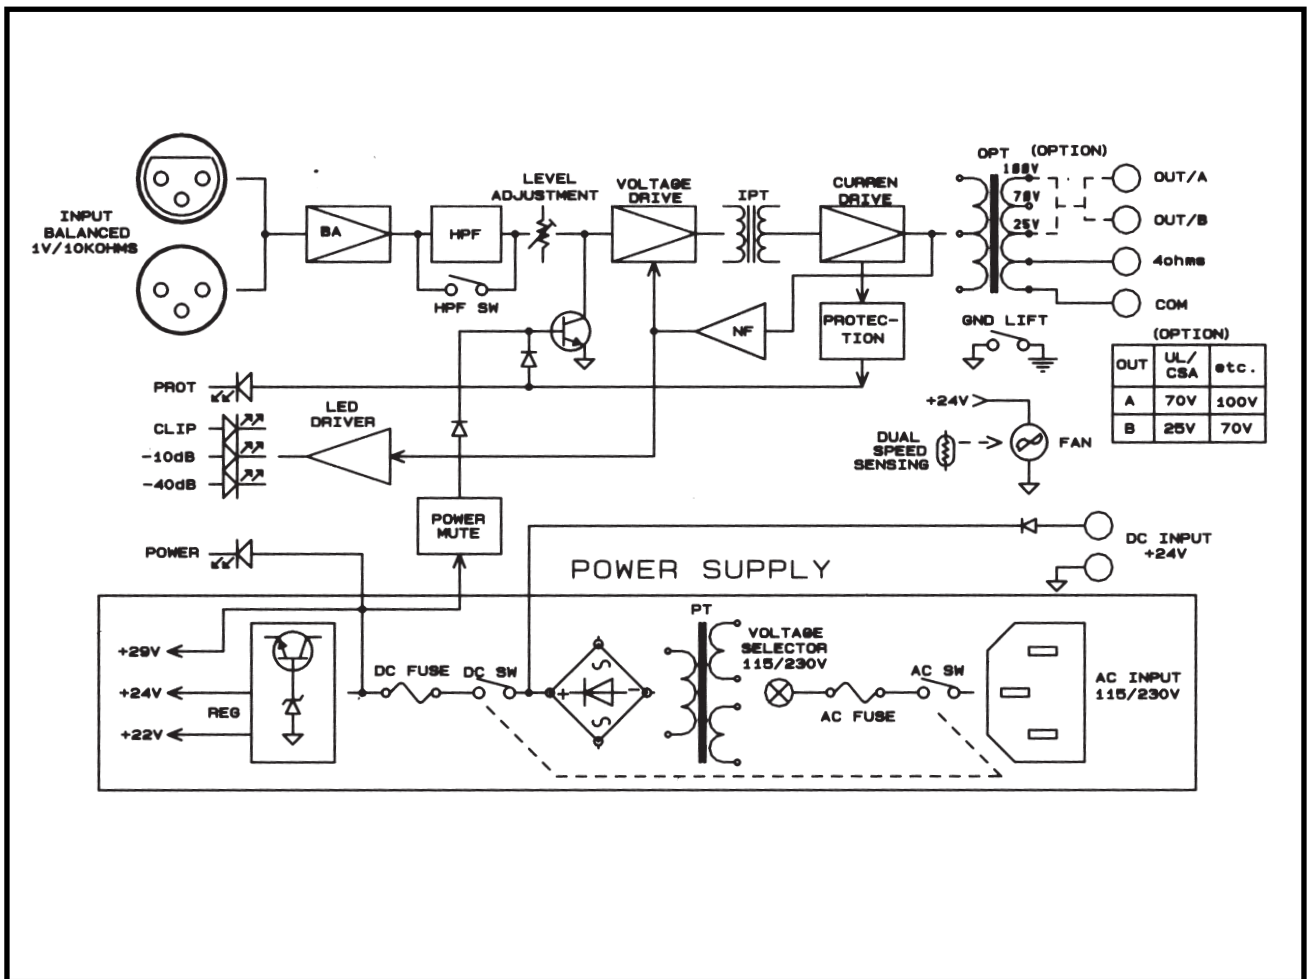 INPUT
BALANCED
1V/10KOHMS
BA
HPF
HPF SW
LEVEL
ADJUSTMENT
VOLTAGE
DRIVE
IPT
CURREN
DRIVE
OPT (OPTION)
100V
70V
25V
OUT/A
OUT/B
4ohms
COM
NF
PROTEC-
TION
GND LIFT
(OPTION)
OUT UL/ CSA etc.
A 70V 100V
B 25V 70V
PROT
CLIP
-10dB
-40dB
LED
DRIVER
+24V
FAN
DUAL
SPEED
SENSING
POWER
MUTE
POWER
DC INPUT
+24V
POWER SUPPLY
+29V
+24V
+22V
REG
DC FUSE
DC SW
+ -
PT
VOLTAGE
SELECTOR
115/230V
AC FUSE
AC SW
AC INPUT
115/230V